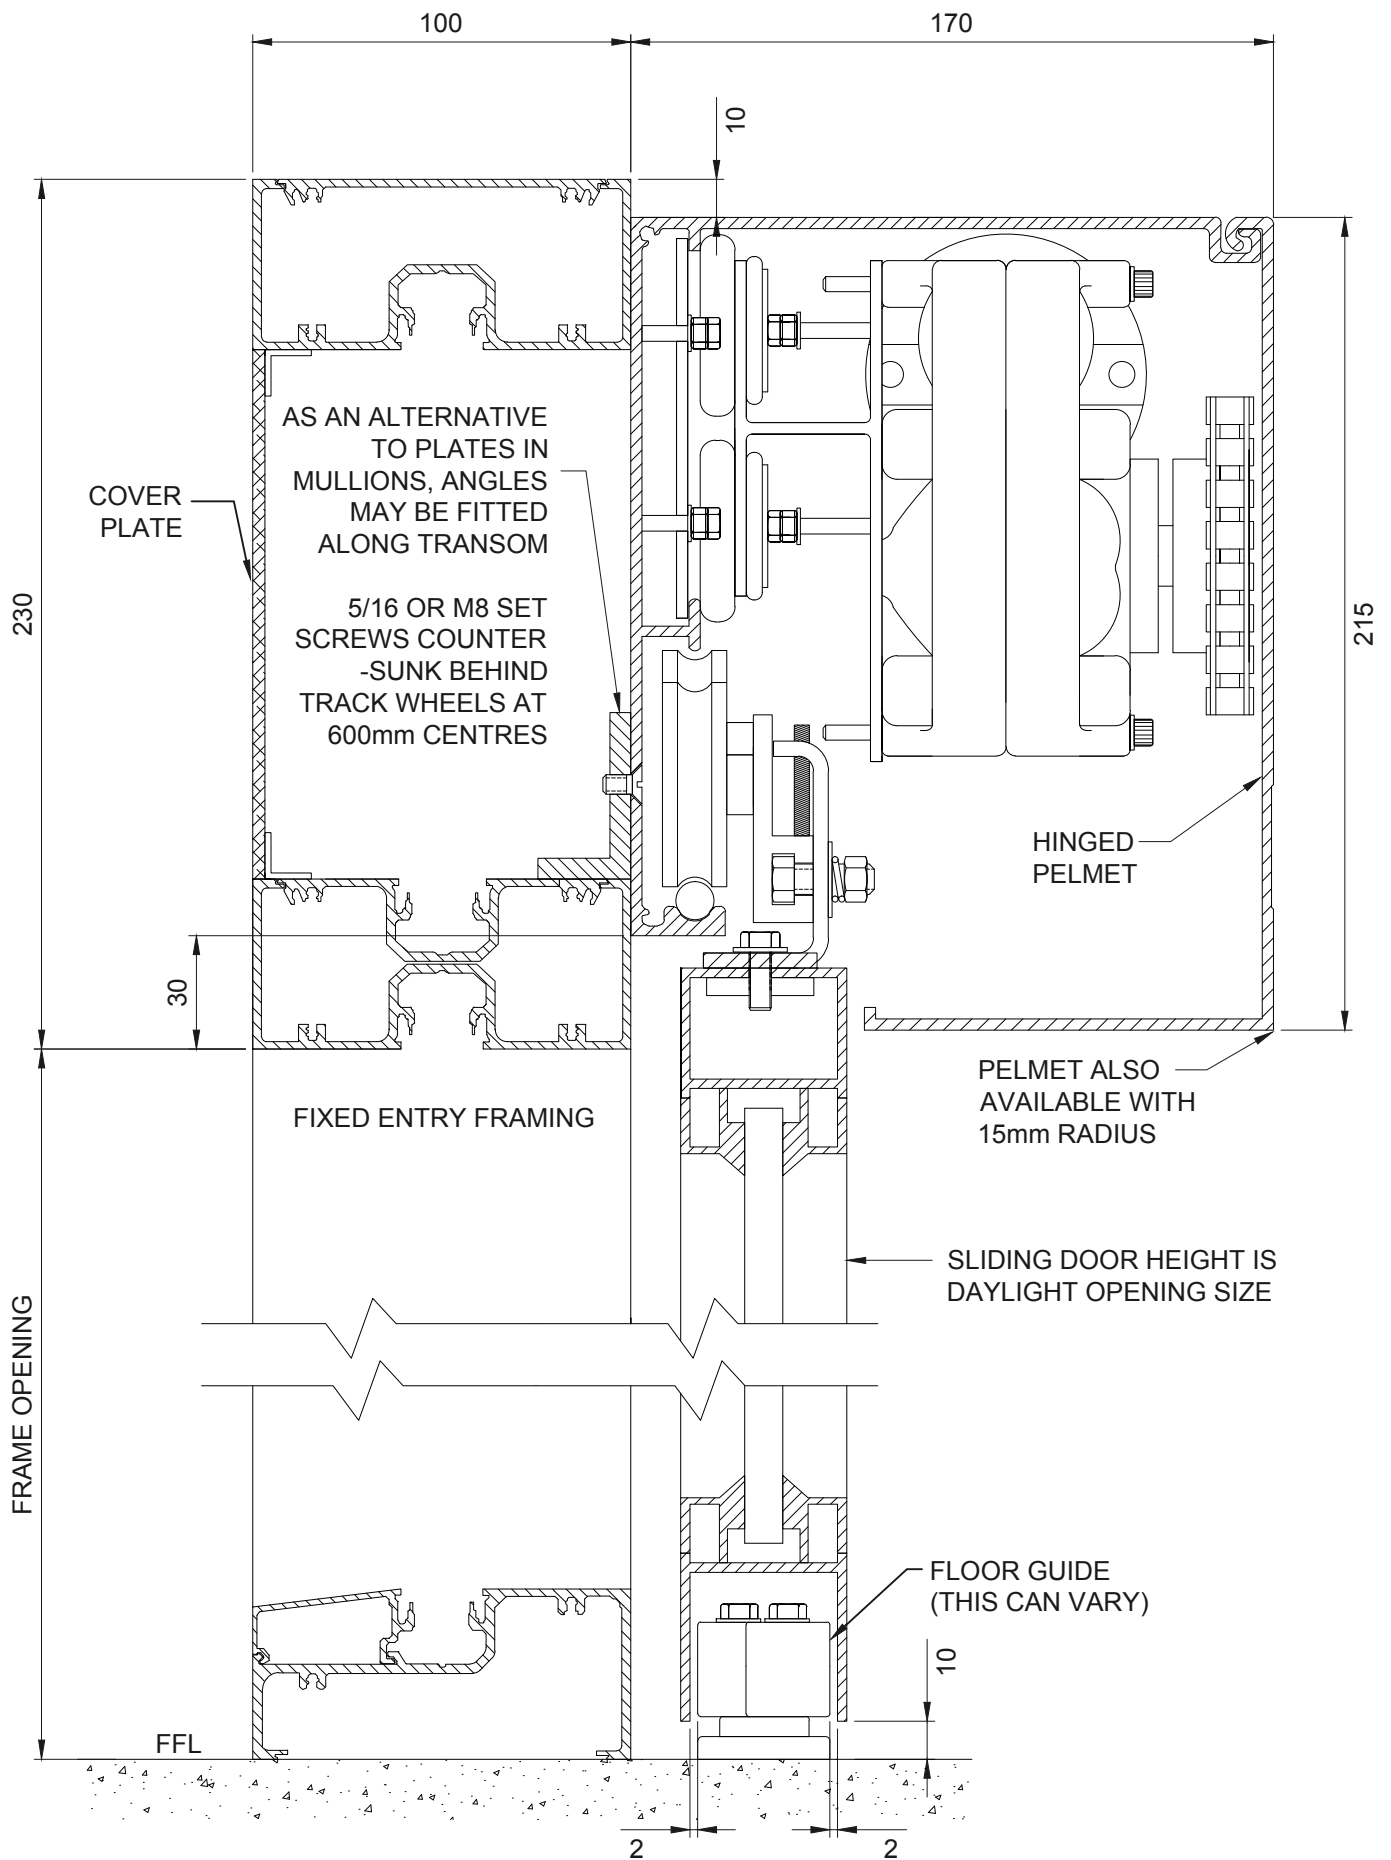 100
170
10
AS AN ALTERNATIVE
TO PLATES IN
MULLIONS, ANGLES
MAY BE FITTED
ALONG TRANSOM
5/16 OR M8 SET
SCREWS COUNTER
-SUNK BEHIND
TRACK WHEELS AT
600mm CENTRES
COVER
PLATE
230
215
HINGED
PELMET
30
PELMET ALSO
AVAILABLE WITH
15mm RADIUS
FIXED ENTRY FRAMING
SLIDING DOOR HEIGHT IS
DAYLIGHT OPENING SIZE
FRAME OPENING
FLOOR GUIDE
(THIS CAN VARY)
10
FFL
2
2